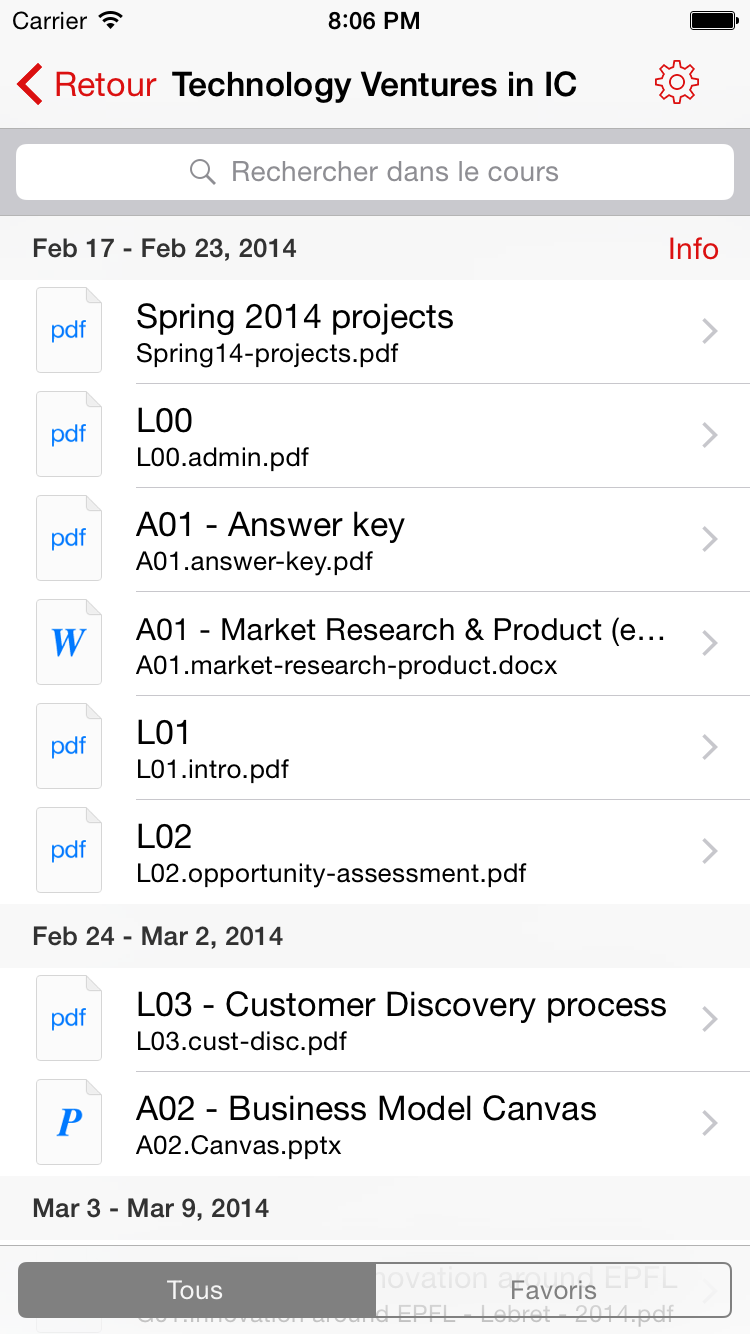 Carrier 8:06 PM
Retour Technology Ventures in IC
Rechercher dans le cours
Feb 17 - Feb 23, 2014 Info
pdf Spring 2014 projects
Spring14-projects.pdf
pdf L00
L00.admin.pdf
pdf A01 - Answer key
A01.answer-key.pdf
W A01 - Market Research & Product (e...
A01.market-research-product.docx
pdf L01
L01.intro.pdf
pdf L02
L02.opportunity-assessment.pdf
Feb 24 - Mar 2, 2014
pdf L03 - Customer Discovery process
L03.cust-disc.pdf
P A02 - Business Model Canvas
A02.Canvas.pptx
Mar 3 - Mar 9, 2014
around EPFL
Tous Favoris
G01.innovation around EPFL - Lebret - 2014.pdf